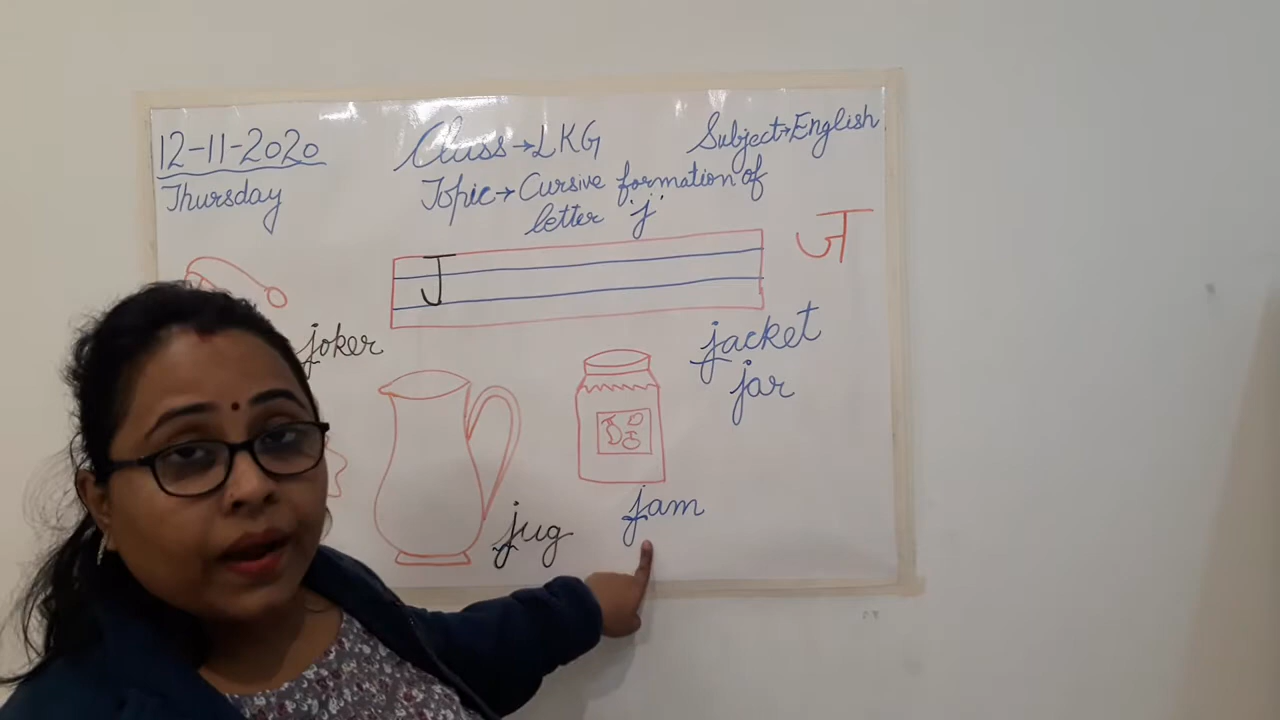 12-11-2020
Thursday
Class→LKG
Subject→English
Topic→Cursive formation of
letter 'j'
J
ज
joker
jacket
jar
jug
jam